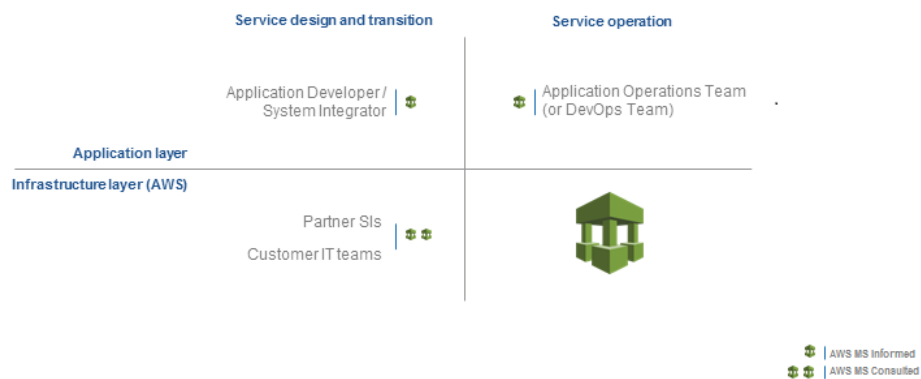 Service design and transition
Service operation
Application Developer /
System Integrator
Application Operations Team
(or DevOps Team)
Application layer
Infrastructure layer (AWS)
Partner SIs
Customer IT teams
AWS MS Informed
AWS MS Consulted